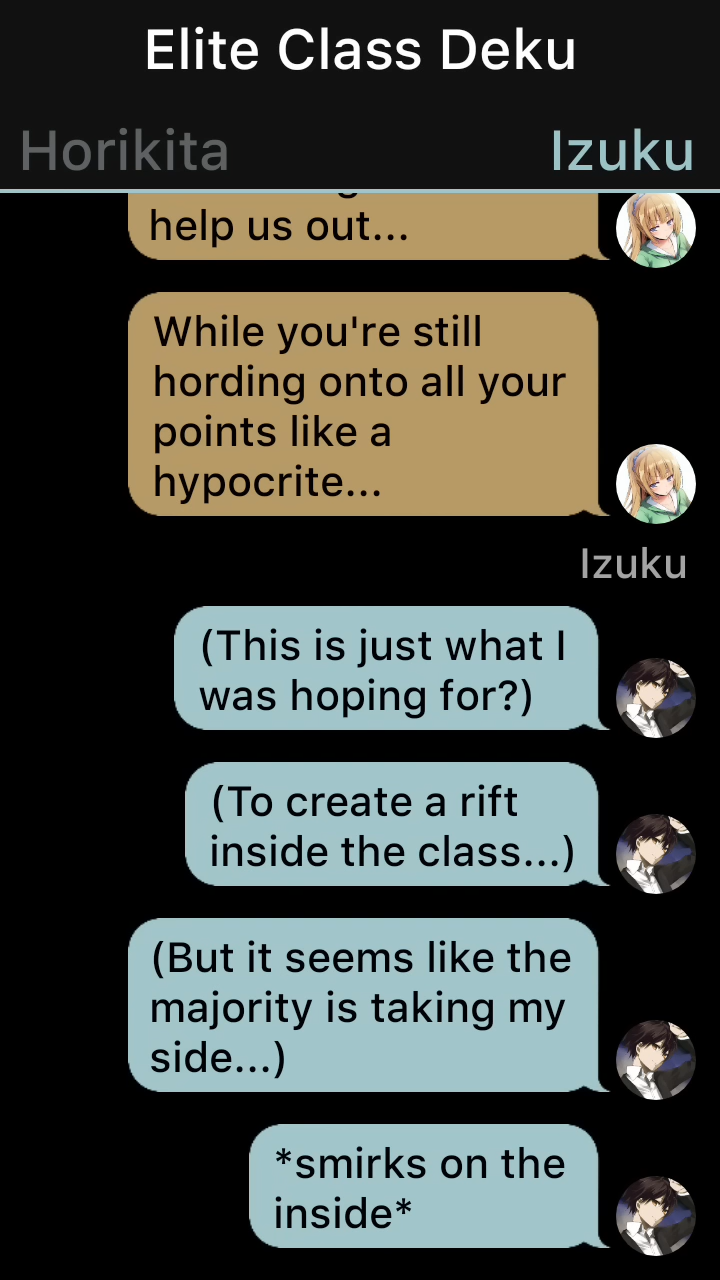 Elite Class Deku
Horikita Izuku
help us out...
While you're still
hording onto all your
points like a
hypocrite...
Izuku
(This is just what I
was hoping for?)
(To create a rift
inside the class...)
(But it seems like the
majority is taking my
side...)
*smirks on the
inside*